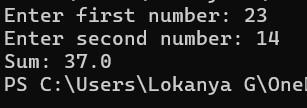 Enter first number: 23
Enter second number: 14
Sum: 37.0
PS C:\Users\Lokanya G\One